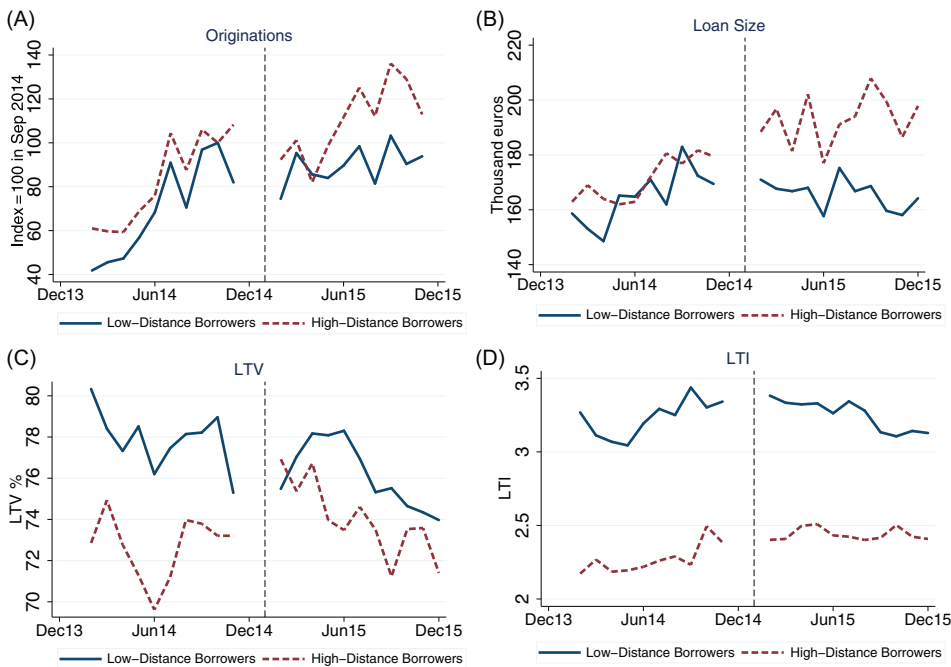 (A)
Originations
Index = 100 in Sep 2014
140
120
100
80
60
40
Dec13 Jun14 Dec14 Jun15 Dec15
Low−Distance Borrowers High−Distance Borrowers
(B)
Loan Size
Thousand euros
220
200
180
160
140
Dec13 Jun14 Dec14 Jun15 Dec15
Low−Distance Borrowers High−Distance Borrowers
(C)
LTV
LTV %
80
78
76
74
72
70
Dec13 Jun14 Dec14 Jun15 Dec15
Low−Distance Borrowers High−Distance Borrowers
(D)
LTI
LTI
3.5
3
2.5
2
Dec13 Jun14 Dec14 Jun15 Dec15
Low−Distance Borrowers High−Distance Borrowers